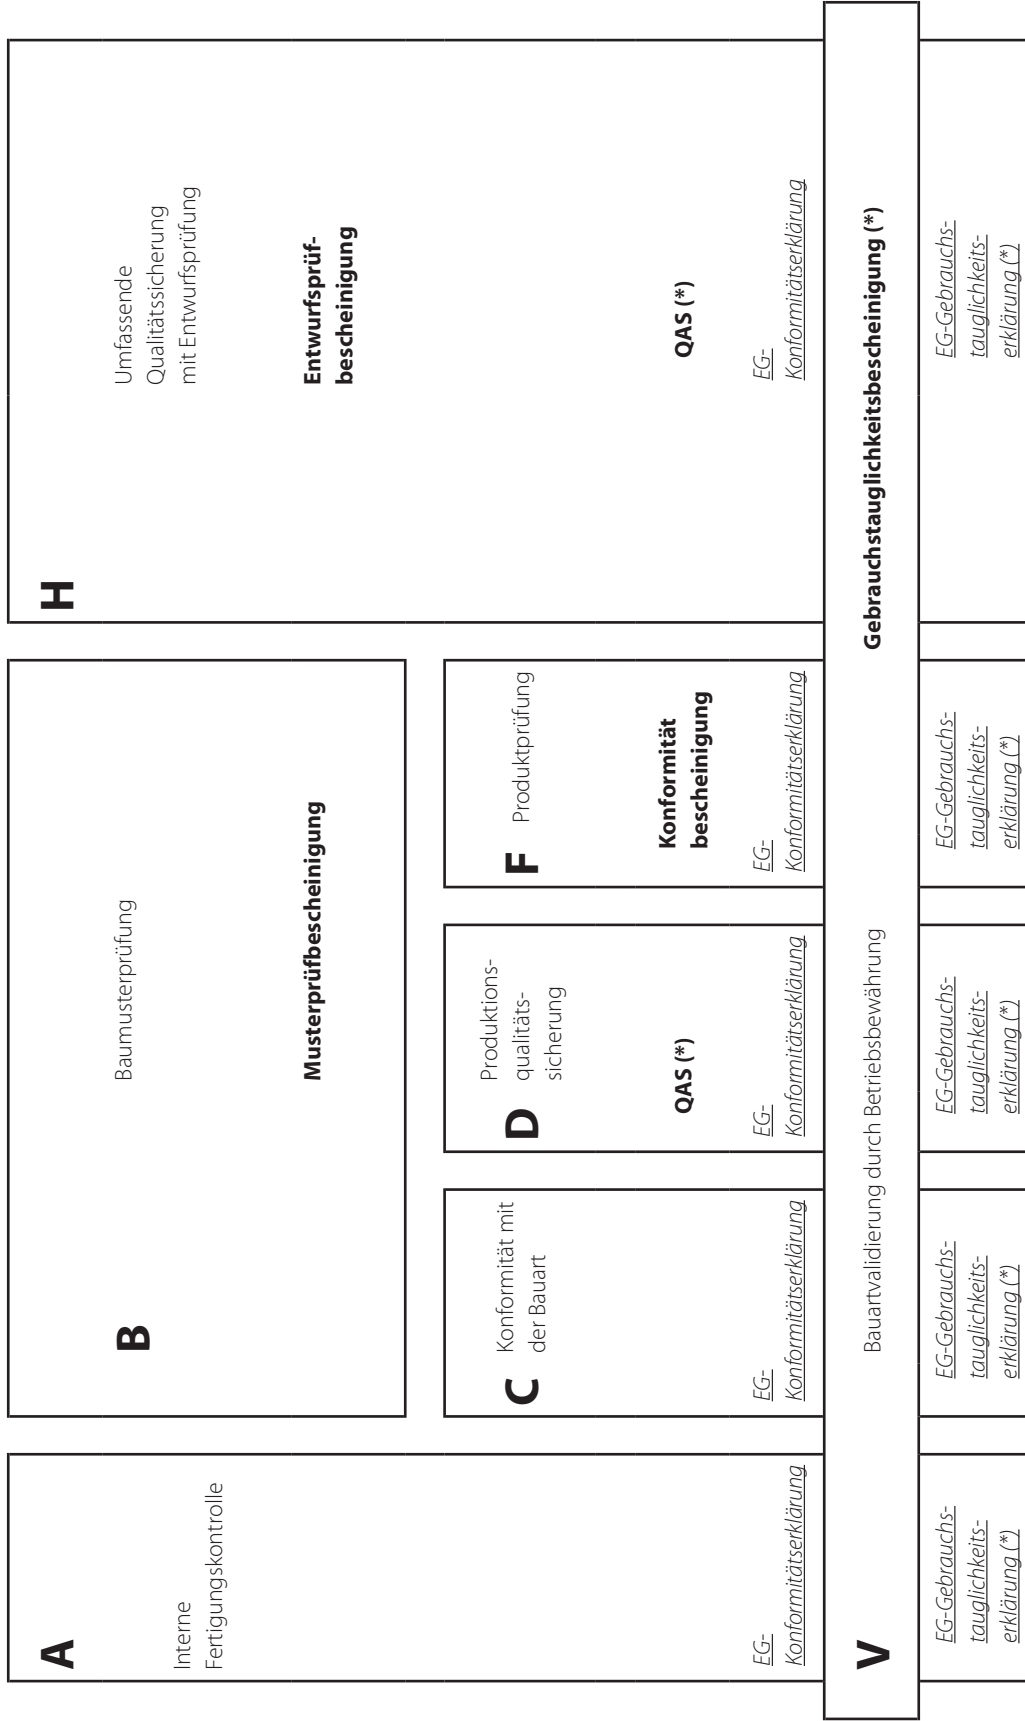 A
Interne
Fertigungskontrolle
EG-
Konformitätserklärung
B
Baumusterprüfung
Musterprüfbescheinigung
C
Konformität mit
der Bauart
EG-
Konformitätserklärung
D
Produktions-
qualitäts-
sicherung
QAS (*)
EG-
Konformitätserklärung
F
Produktprüfung
Konformität
bescheinigung
EG-
Konformitätserklärung
H
Umfassende
Qualitätssicherung
mit Entwurfsprüfung
Entwurfsprüf-
bescheinigung
QAS (*)
EG-
Konformitätserklärung
V
Bauartvalidierung durch Betriebsbewährung
Gebrauchstauglichkeitsbescheinigung (*)
EG-Gebrauchs-
tauglichkeits-
erklärung (*)
EG-Gebrauchs-
tauglichkeits-
erklärung (*)
EG-Gebrauchs-
tauglichkeits-
erklärung (*)
EG-Gebrauchs-
tauglichkeits-
erklärung (*)
EG-Gebrauchs-
tauglichkeits-
erklärung (*)